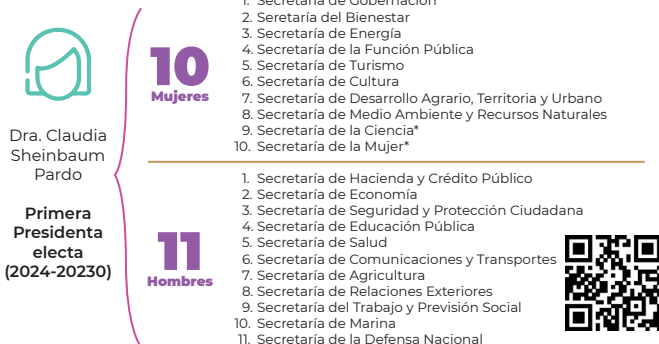 Dra. Claudia
Sheinbaum
Pardo
Primera
Presidenta
electa
(2024-20230)
10
Mujeres
1. Secretaría de Gobernación
2. Seretaría del Bienestar
3. Secretaría de Energía
4. Secretaría de la Función Pública
5. Secretaría de Turismo
6. Secretaría de Cultura
7. Secretaría de Desarrollo Agrario, Territoria y Urbano
8. Secretaría de Medio Ambiente y Recursos Naturales
9. Secretaría de la Ciencia*
10. Secretaría de la Mujer*
11
Hombres
1. Secretaría de Hacienda y Crédito Público
2. Secretaría de Economía
3. Secretaría de Seguridad y Protección Ciudadana
4. Secretaría de Educación Pública
5. Secretaría de Salud
6. Secretaría de Comunicaciones y Transportes
7. Secretaría de Agricultura
8. Secretaría de Relaciones Exteriores
9. Secretaría del Trabajo y Previsión Social
10. Secretaría de Marina
11. Secretaría de la Defensa Nacional